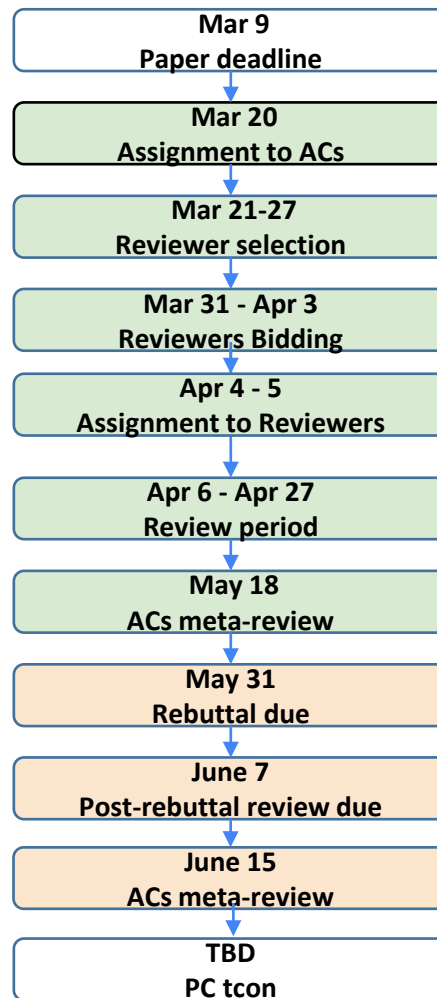 Mar 9
Paper deadline
Mar 20
Assignment to ACs
Mar 21-27
Reviewer selection
Mar 31 - Apr 3
Reviewers Bidding
Apr 4 - 5
Assignment to Reviewers
Apr 6 - Apr 27
Review period
May 18
ACs meta-review
May 31
Rebuttal due
June 7
Post-rebuttal review due
June 15
ACs meta-review
TBD
PC tcon